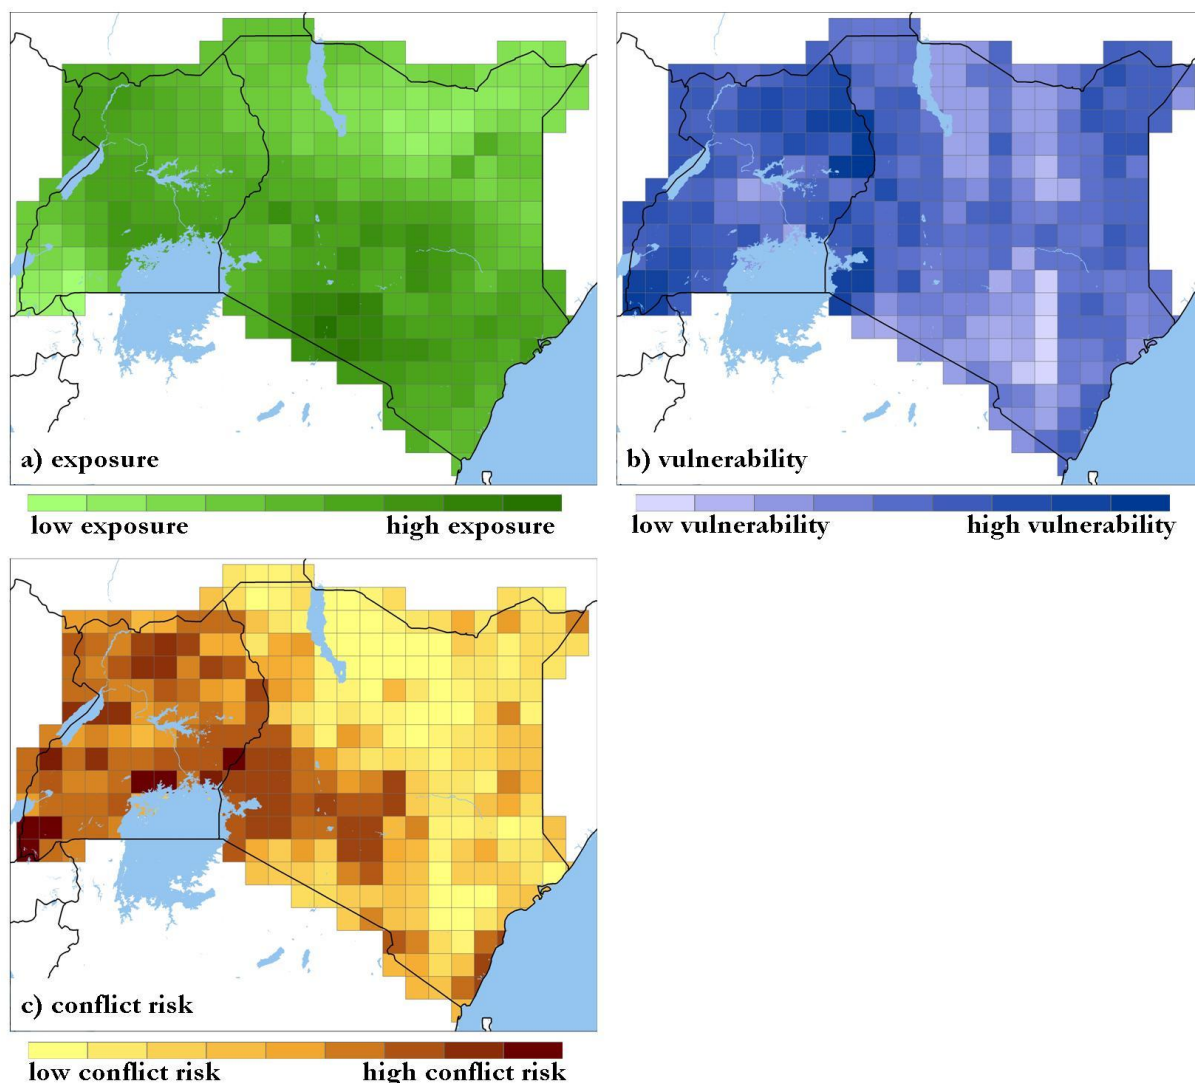 a) exposure
low exposure high exposure
b) vulnerability
low vulnerability high vulnerability
c) conflict risk
low conflict risk high conflict risk